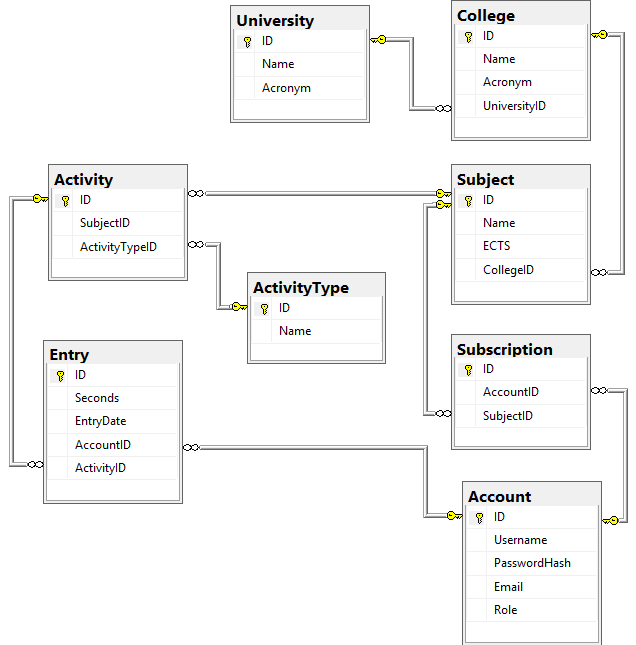 University
ID
Name
Acronym
College
ID
Name
Acronym
UniversityID
Activity
ID
SubjectID
ActivityTypeID
Subject
ID
Name
ECTS
CollegeID
ActivityType
ID
Name
Entry
ID
Seconds
EntryDate
AccountID
ActivityID
Subscription
ID
AccountID
SubjectID
Account
ID
Username
PasswordHash
Email
Role